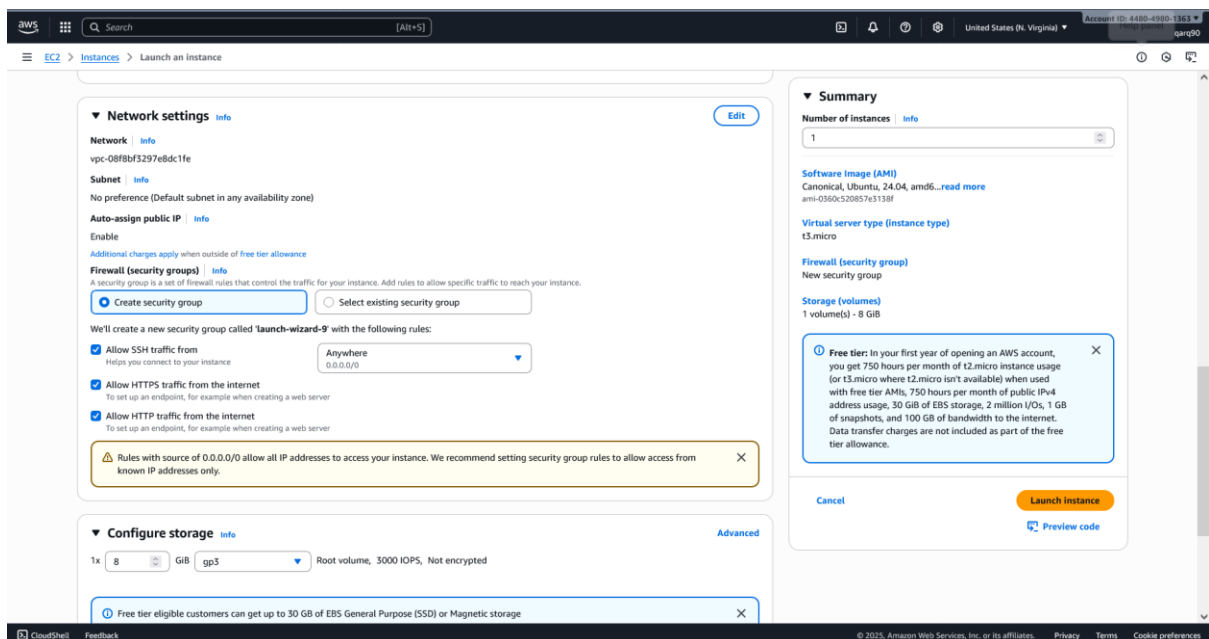 aws
Search [Alt+S]
United States (N. Virginia)
Account ID: 4480-4980-1363
Help panel
qarq90
EC2 > Instances > Launch an instance
Network settings Info
Edit
Network Info
vpc-08f8bf3297e8dc1fe
Subnet Info
No preference (Default subnet in any availability zone)
Auto-assign public IP Info
Enable
Additional charges apply when outside of free tier allowance
Firewall (security groups) Info
A security group is a set of firewall rules that control the traffic for your instance. Add rules to allow specific traffic to reach your instance.
Create security group
Select existing security group
We'll create a new security group called 'launch-wizard-9' with the following rules:
Allow SSH traffic from
Helps you connect to your instance
Anywhere
0.0.0.0/0
Allow HTTPS traffic from the internet
To set up an endpoint, for example when creating a web server
Allow HTTP traffic from the internet
To set up an endpoint, for example when creating a web server
Rules with source of 0.0.0.0/0 allow all IP addresses to access your instance. We recommend setting security group rules to allow access from
known IP addresses only.
Configure storage Info
Advanced
1x 8 GiB gp3 Root volume, 3000 IOPS, Not encrypted
Free tier eligible customers can get up to 30 GB of EBS General Purpose (SSD) or Magnetic storage
Summary
Number of instances Info
1
Software Image (AMI)
Canonical, Ubuntu, 24.04, amd6...read more
ami-0360c520857e3138f
Virtual server type (instance type)
t3.micro
Firewall (security group)
New security group
Storage (volumes)
1 volume(s) - 8 GiB
Free tier: In your first year of opening an AWS account,
you get 750 hours per month of t2.micro instance usage
(or t3.micro where t2.micro isn't available) when used
with free tier AMIs, 750 hours per month of public IPv4
address usage, 30 GiB of EBS storage, 2 million I/Os, 1 GB
of snapshots, and 100 GB of bandwidth to the internet.
Data transfer charges are not included as part of the free
tier allowance.
Cancel
Launch instance
Preview code
CloudShell Feedback
© 2025, Amazon Web Services, Inc. or its affiliates. Privacy Terms Cookie preferences